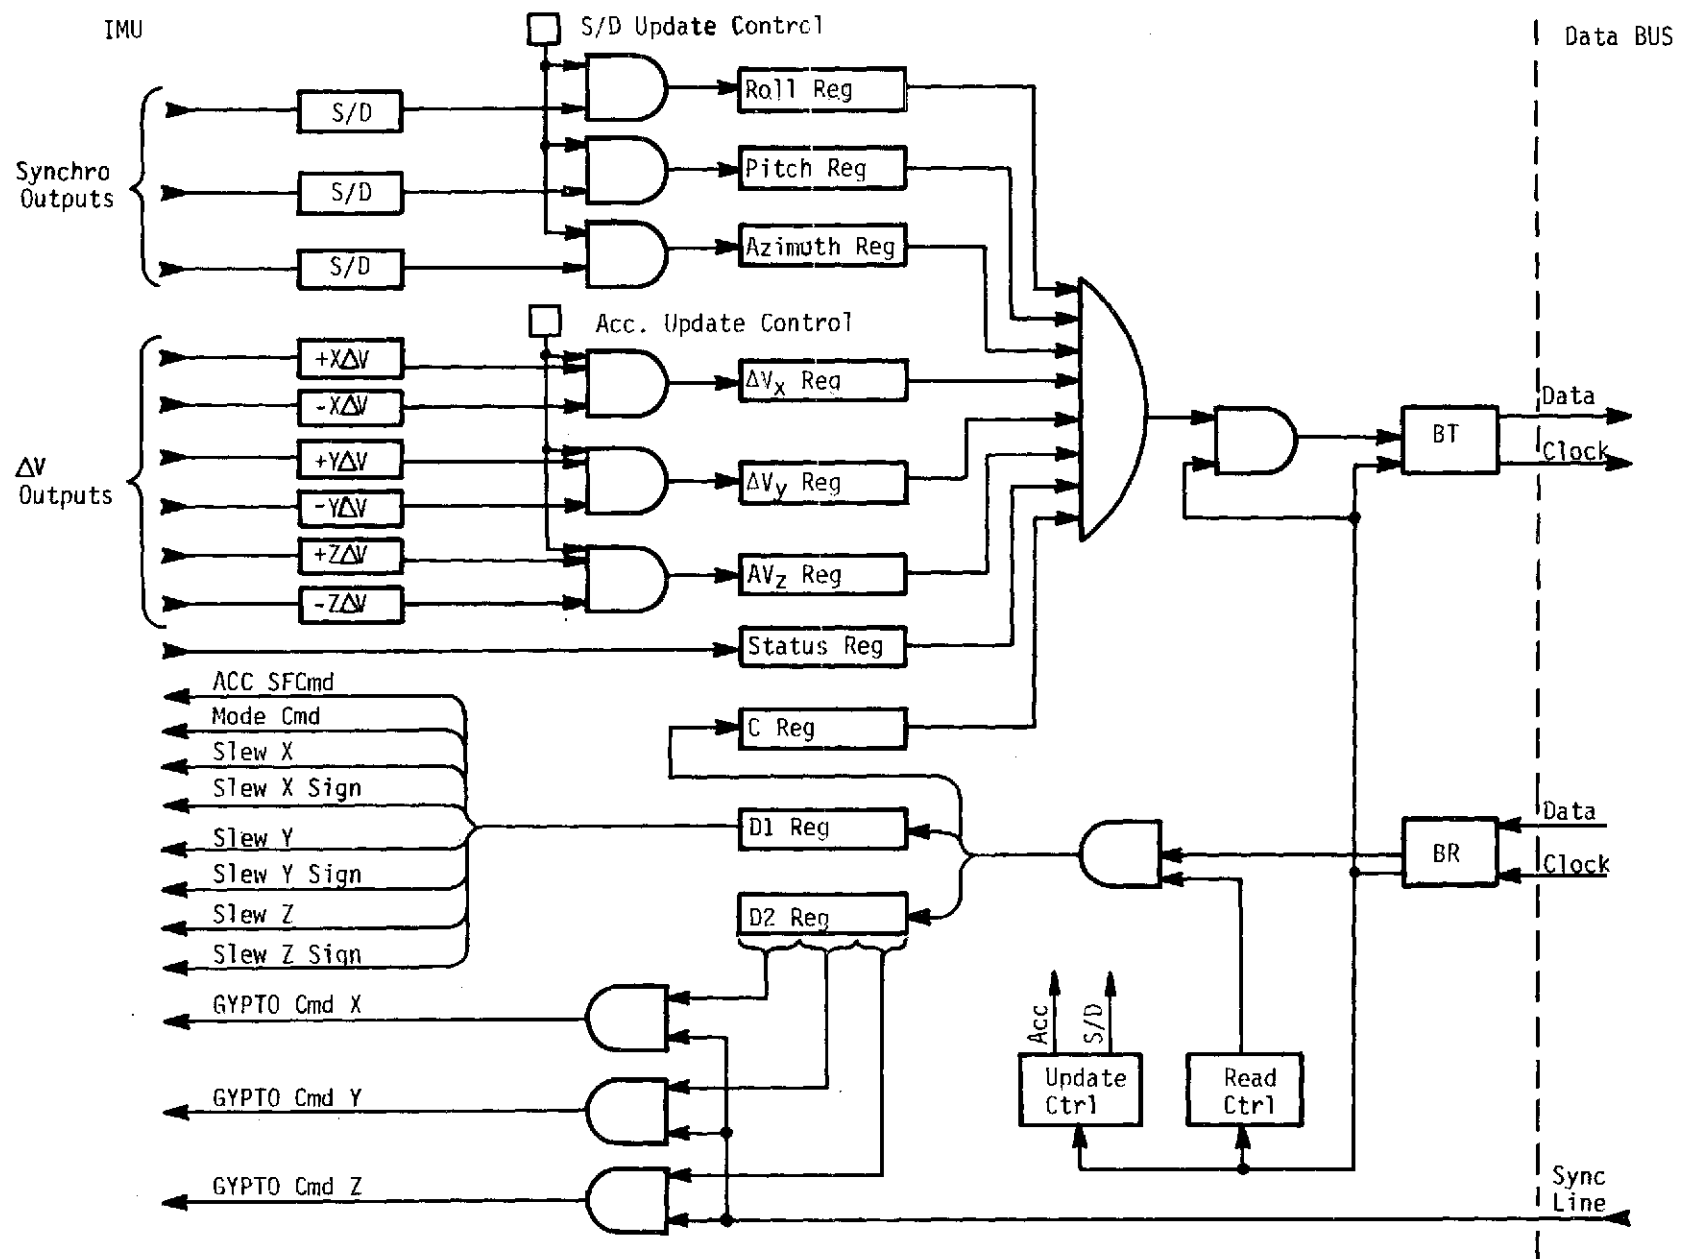 IMU
S/D Update Control
Data BUS
Roll Reg
S/D
Synchro
Outputs
Pitch Reg
S/D
Azimuth Reg
S/D
Acc. Update Control
+XΔV
ΔVx Reg
-XΔV
Data
BT
Clock
+YΔV
ΔV
Outputs
ΔVy Reg
-YΔV
+ZΔV
AVz Reg
-ZΔV
Status Reg
ACC SFCmd
Mode Cmd
C Reg
Slew X
Slew X Sign
Data
D1 Reg
Slew Y
BR
Clock
Slew Y Sign
D2 Reg
Slew Z
Slew Z Sign
GYPTO Cmd X
Acc
S/D
Update
Ctrl
Read
Ctrl
GYPTO Cmd Y
GYPTO Cmd Z
Sync
Line